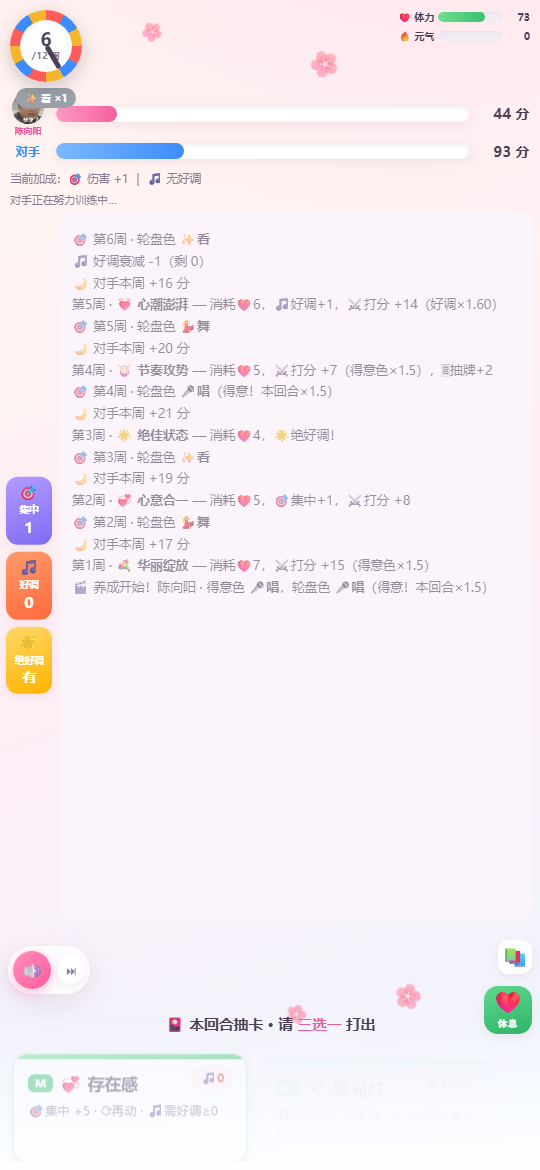 6
/12周
看 ×1
体力 73
元气 0
陈向阳
44 分
对手 93 分
当前加成： 伤害 +1 | 无好调
对手正在努力训练中...
第6周 · 轮盘色 看
好调衰减 -1（剩 0）
对手本周 +16 分
第5周 · 心潮澎湃 — 消耗6, 好调+1, 打分 +14（好调×1.60）
第5周 · 轮盘色 舞
对手本周 +20 分
第4周 · 节奏攻势 — 消耗5, 打分 +7（得意色×1.5）, 抽牌+2
第4周 · 轮盘色 唱（得意！本回合×1.5）
对手本周 +21 分
第3周 · 绝佳状态 — 消耗4, 绝好调!
第3周 · 轮盘色 看
对手本周 +19 分
第2周 · 心意合一 — 消耗5, 集中+1, 打分 +8
第2周 · 轮盘色 舞
对手本周 +17 分
第1周 · 华丽绽放 — 消耗7, 打分 +15（得意色×1.5）
养成开始！陈向阳 · 得意色 唱, 轮盘色 唱（得意！本回合×1.5）
集中
1
好调
0
绝好调
有
休息
本回合抽卡 · 请 三选一 打出
M 存在感 0
集中 +5 · 再动 · 需好调≥0
M 聚光灯